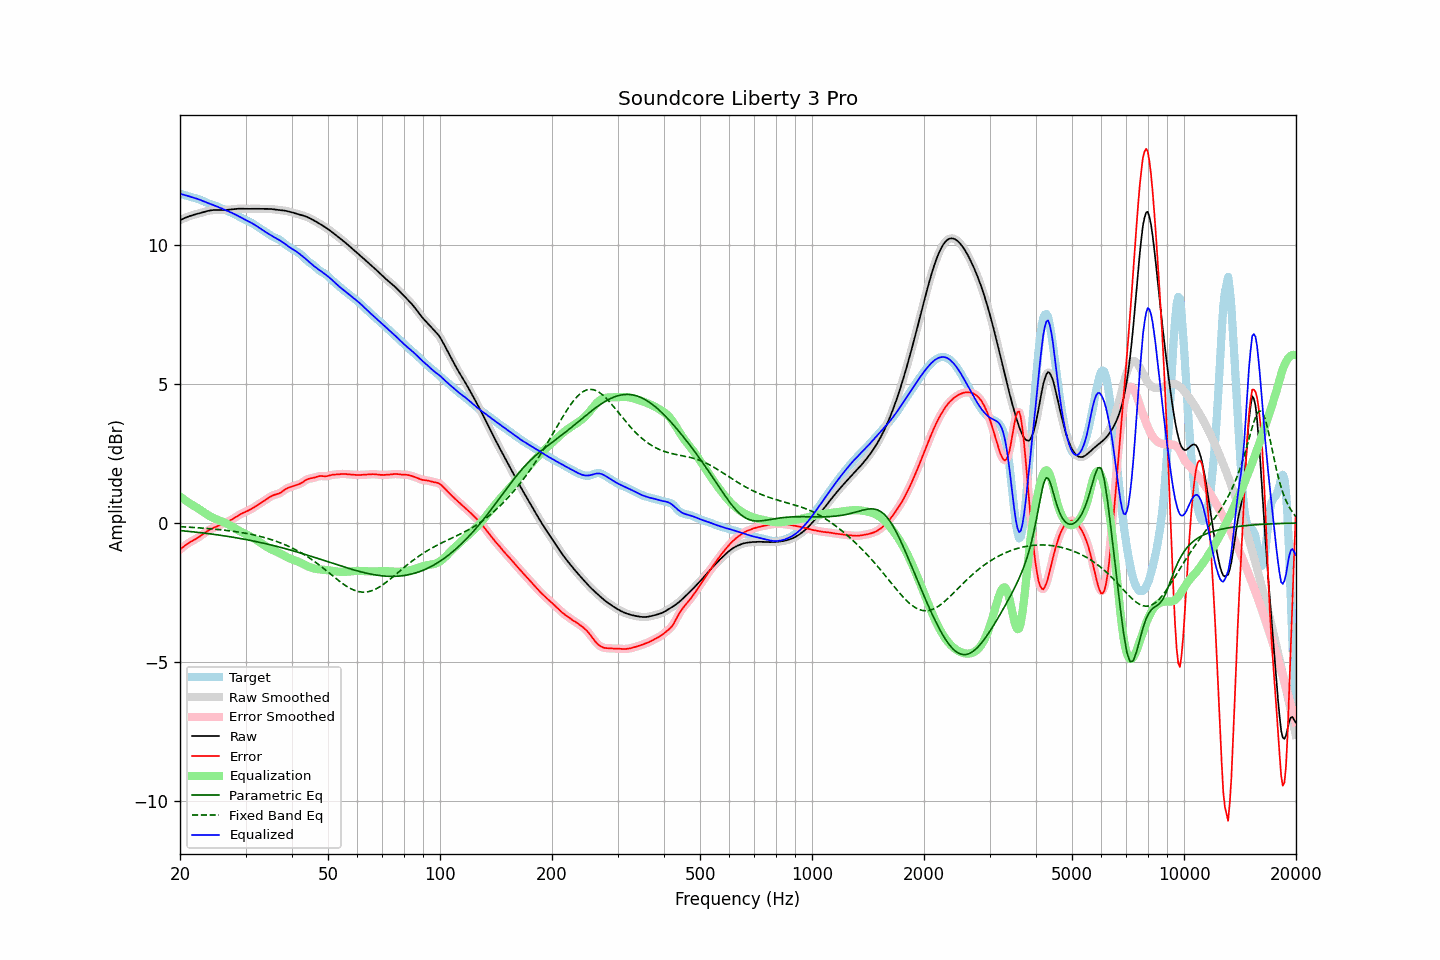 Soundcore Liberty 3 Pro
Amplitude (dBr)
10
5
0
−5
−10
Target
Raw Smoothed
Error Smoothed
Raw
Error
Equalization
Parametric Eq
Fixed Band Eq
Equalized
20 50 100 200 500 1000 2000 5000 10000 20000
Frequency (Hz)